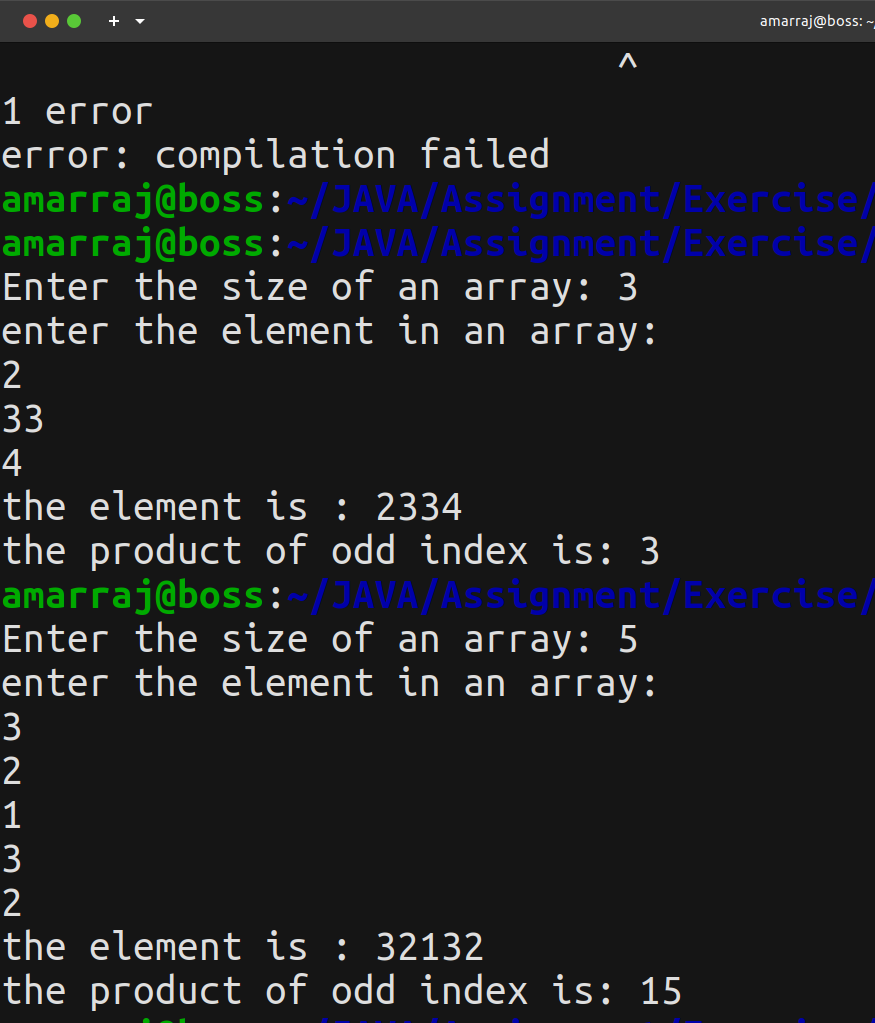 amarraj@boss: ~/
^
1 error
error: compilation failed
amarraj@boss:~/JAVA/Assignment/Exercise/
amarraj@boss:~/JAVA/Assignment/Exercise/
Enter the size of an array: 3
enter the element in an array:
2
33
4
the element is : 2334
the product of odd index is: 3
amarraj@boss:~/JAVA/Assignment/Exercise/
Enter the size of an array: 5
enter the element in an array:
3
2
1
3
2
the element is : 32132
the product of odd index is: 15